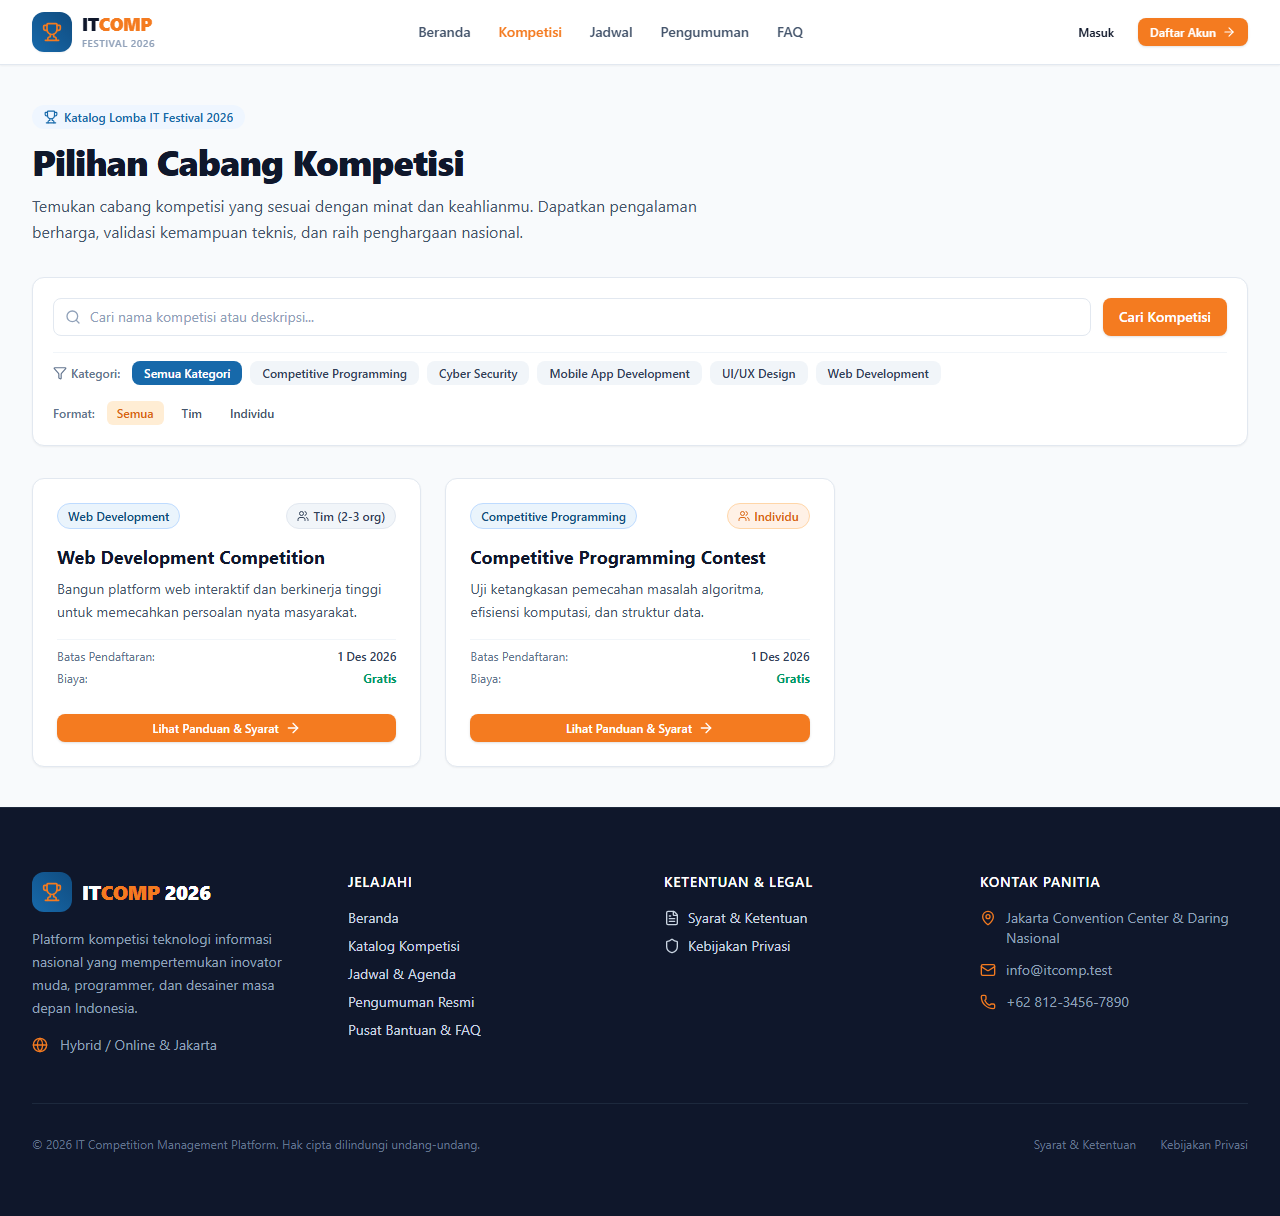 ITCOMP
FESTIVAL 2026
Beranda
Kompetisi
Jadwal
Pengumuman
FAQ
Masuk
Daftar Akun
Katalog Lomba IT Festival 2026
Pilihan Cabang Kompetisi
Temukan cabang kompetisi yang sesuai dengan minat dan keahlianmu. Dapatkan pengalaman
berharga, validasi kemampuan teknis, dan raih penghargaan nasional.
Cari nama kompetisi atau deskripsi...
Cari Kompetisi
Kategori:
Semua Kategori
Competitive Programming
Cyber Security
Mobile App Development
UI/UX Design
Web Development
Format:
Semua
Tim
Individu
Web Development
Tim (2-3 org)
Web Development Competition
Bangun platform web interaktif dan berkinerja tinggi
untuk memecahkan persoalan nyata masyarakat.
Batas Pendaftaran:
1 Des 2026
Biaya:
Gratis
Lihat Panduan & Syarat
Competitive Programming
Individu
Competitive Programming Contest
Uji ketangkasan pemecahan masalah algoritma,
efisiensi komputasi, dan struktur data.
Batas Pendaftaran:
1 Des 2026
Biaya:
Gratis
Lihat Panduan & Syarat
ITCOMP 2026
Platform kompetisi teknologi informasi
nasional yang mempertemukan inovator
muda, programmer, dan desainer masa
depan Indonesia.
Hybrid / Online & Jakarta
JELAJAHI
Beranda
Katalog Kompetisi
Jadwal & Agenda
Pengumuman Resmi
Pusat Bantuan & FAQ
KETENTUAN & LEGAL
Syarat & Ketentuan
Kebijakan Privasi
KONTAK PANITIA
Jakarta Convention Center & Daring
Nasional
info@itcomp.test
+62 812-3456-7890
© 2026 IT Competition Management Platform. Hak cipta dilindungi undang-undang.
Syarat & Ketentuan
Kebijakan Privasi